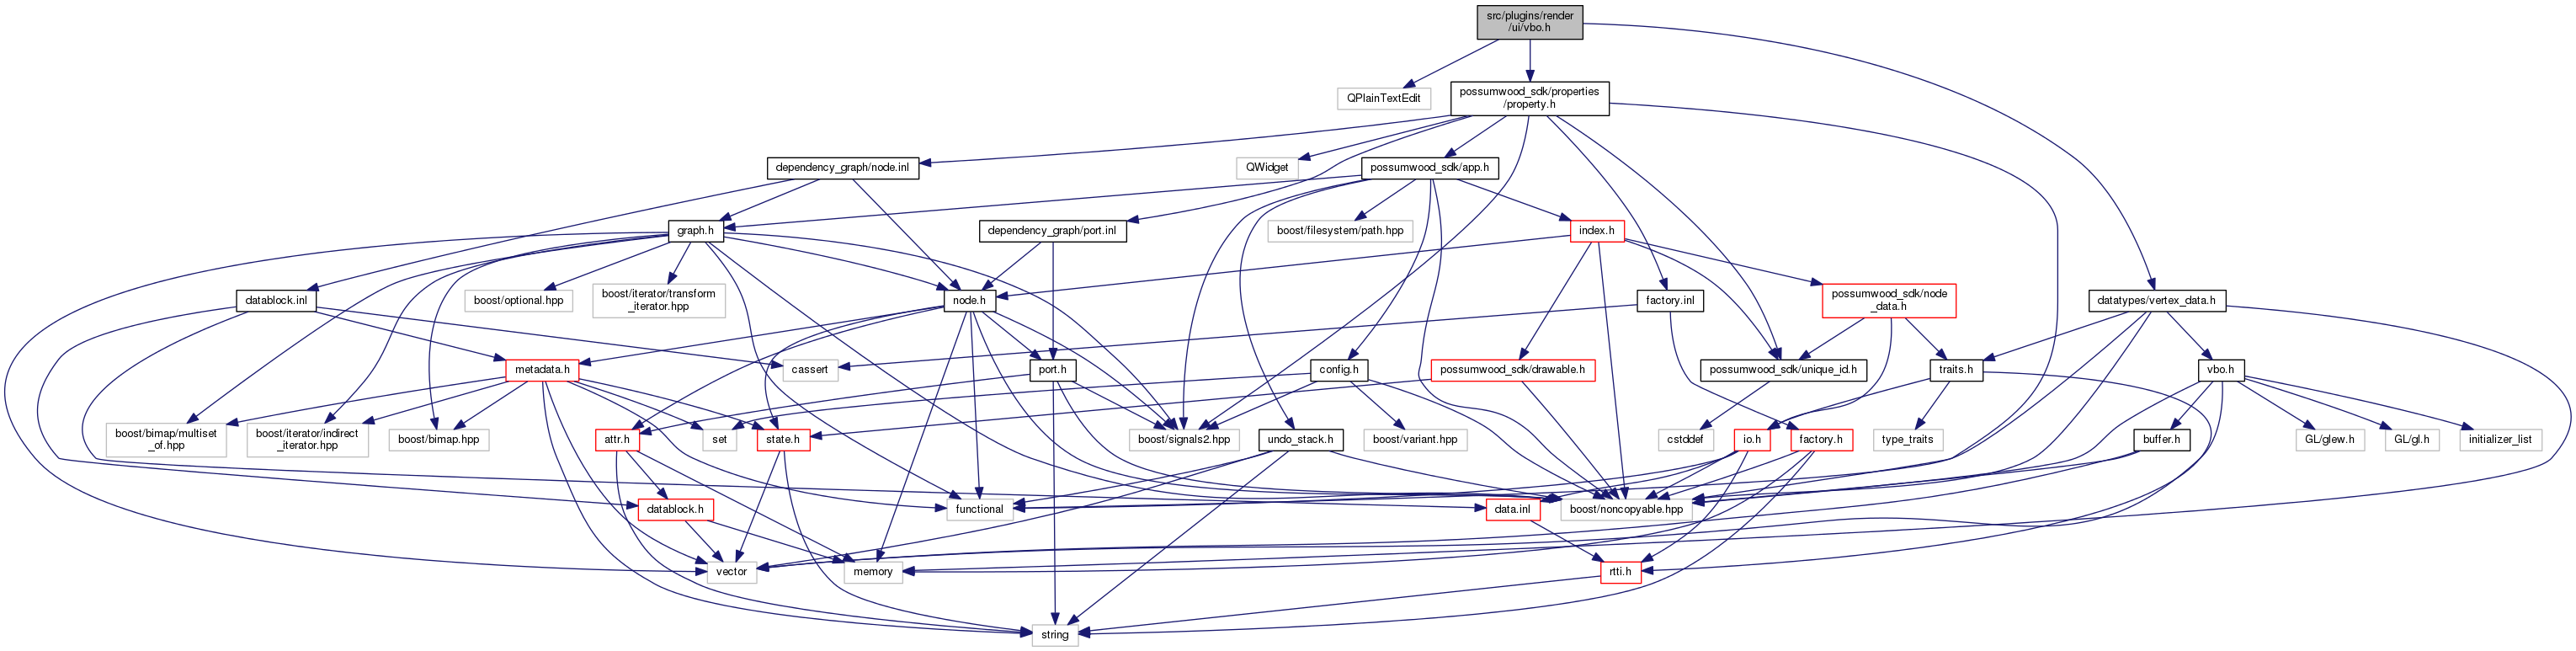 src/plugins/render
/ui/vbo.h
QPlainTextEdit
possumwood_sdk/properties
/property.h
dependency_graph/node.inl
QWidget
possumwood_sdk/app.h
graph.h
dependency_graph/port.inl
boost/filesystem/path.hpp
index.h
datablock.inl
boost/optional.hpp
boost/iterator/transform
_iterator.hpp
node.h
factory.inl
possumwood_sdk/node
_data.h
datatypes/vertex_data.h
metadata.h
cassert
port.h
config.h
possumwood_sdk/drawable.h
possumwood_sdk/unique_id.h
traits.h
vbo.h
boost/bimap/multiset
_of.hpp
boost/iterator/indirect
_iterator.hpp
boost/bimap.hpp
attr.h
set
state.h
boost/signals2.hpp
undo_stack.h
boost/variant.hpp
cstddef
io.h
factory.h
type_traits
buffer.h
GL/glew.h
GL/gl.h
initializer_list
datablock.h
functional
data.inl
boost/noncopyable.hpp
vector
memory
rtti.h
string